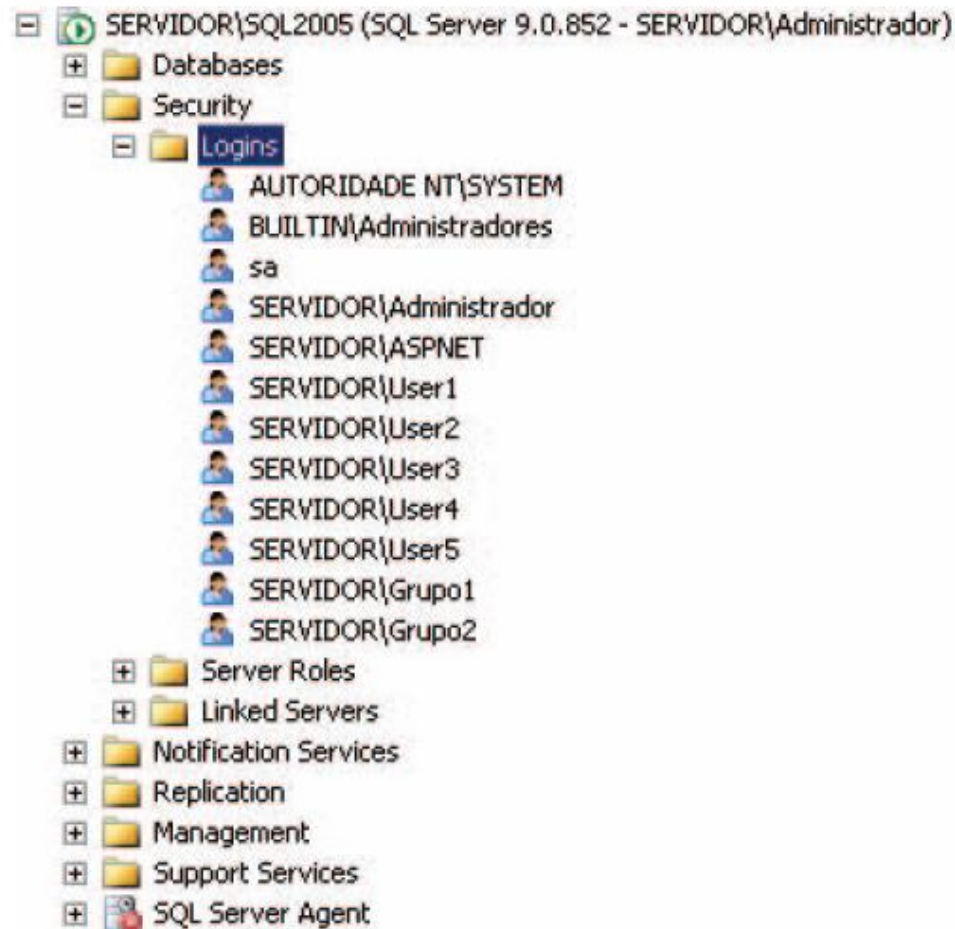 SERVIDOR\SQL2005 (SQL Server 9.0.852 - SERVIDOR\Administrador)
Databases
Security
Logins
AUTORIDADE NT\SYSTEM
BUILTIN\Administradores
sa
SERVIDOR\Administrador
SERVIDOR\ASPNET
SERVIDOR\User1
SERVIDOR\User2
SERVIDOR\User3
SERVIDOR\User4
SERVIDOR\User5
SERVIDOR\Grupo1
SERVIDOR\Grupo2
Server Roles
Linked Servers
Notification Services
Replication
Management
Support Services
SQL Server Agent